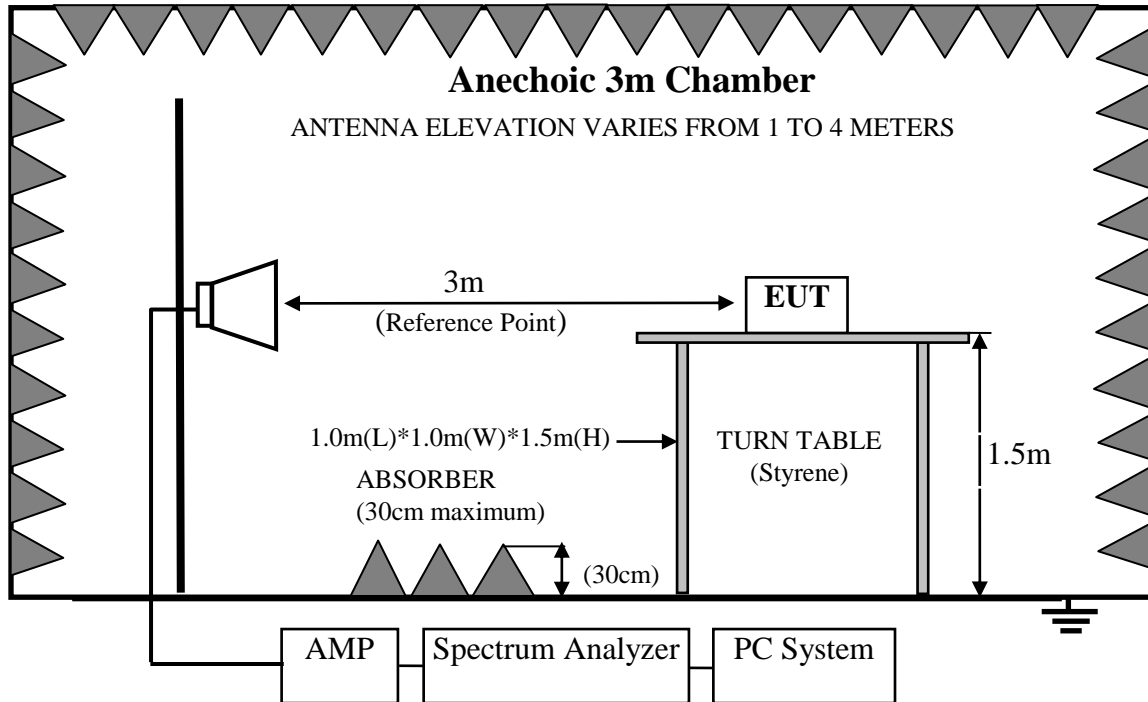 Anechoic 3m Chamber
ANTENNA ELEVATION VARIES FROM 1 TO 4 METERS
3m
(Reference Point)
EUT
1.0m(L)*1.0m(W)*1.5m(H)
TURN TABLE
(Styrene)
1.5m
ABSORBER
(30cm maximum)
(30cm)
AMP
Spectrum Analyzer
PC System